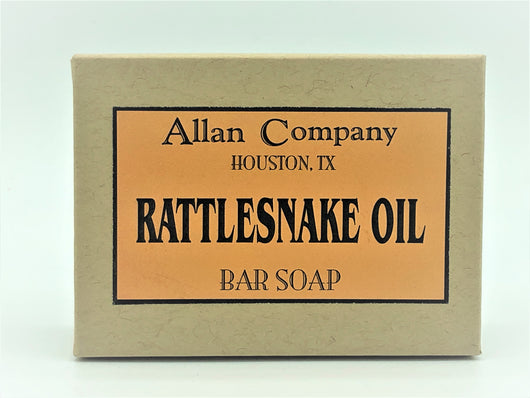 Allan Company
HOUSTON, TX
RATTLESNAKE OIL
BAR SOAP